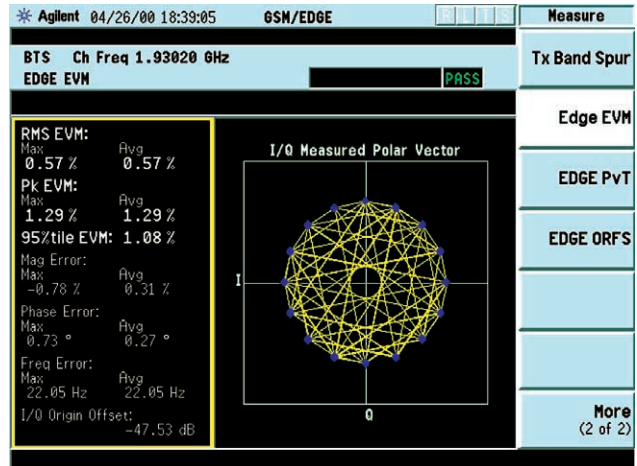 Agilent 04/26/00 18:39:05 GSM/EDGE R L T S Measure
BTS Ch Freq 1.93020 GHz
EDGE EVM PASS
Tx Band Spur
Edge EVM
EDGE PvT
EDGE ORFS
More
(2 of 2)
RMS EVM:
Max Avg
0.57 % 0.57 %
Pk EVM:
Max Avg
1.29 % 1.29 %
95%tile EVM: 1.08 %
Mag Error:
Max Avg
-0.78 % 0.31 %
Phase Error:
Max Avg
0.73 ° 0.27 °
Freq Error:
Max Avg
22.05 Hz 22.05 Hz
I/Q Origin Offset:
-47.53 dB
I/Q Measured Polar Vector
I
Q